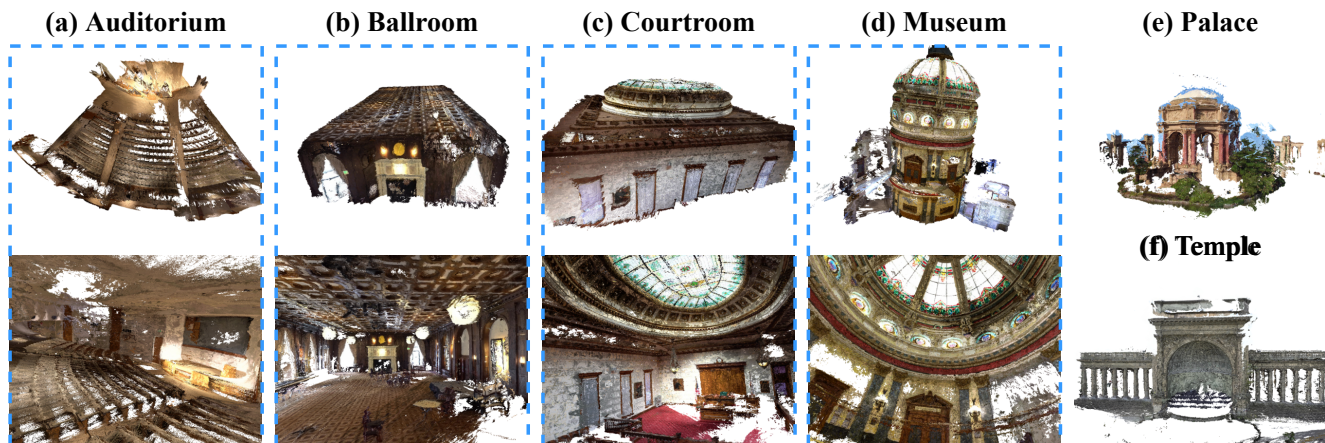 (a) Auditorium
(b) Ballroom
(c) Courtroom
(d) Museum
(e) Palace
(f) Temple